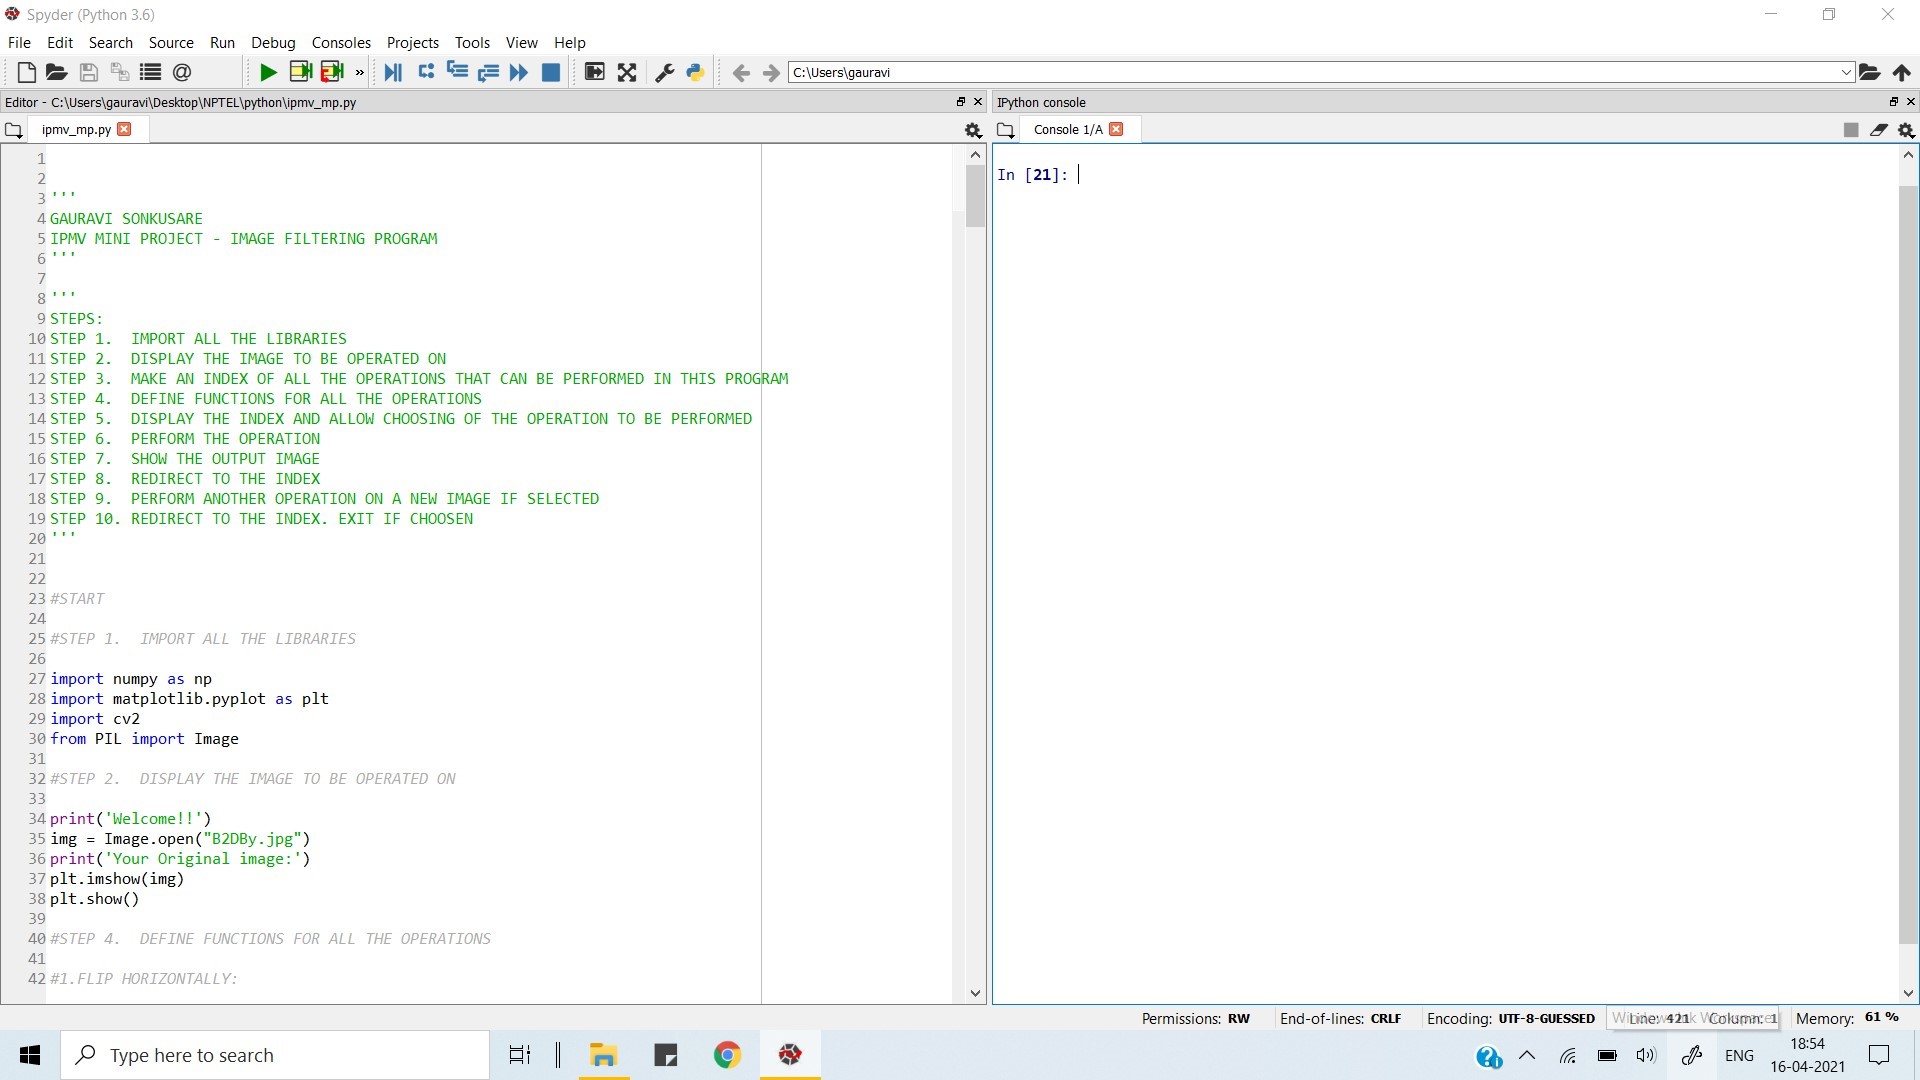 Spyder (Python 3.6)
File Edit Search Source Run Debug Consoles Projects Tools View Help
C:\Users\gauravi
Editor - C:\Users\gauravi\Desktop\NPTEL\python\ipmv_mp.py
IPython console
ipmv_mp.py
Console 1/A
1
2
3 '''
4 GAURAVI SONKUSARE
5 IPMV MINI PROJECT - IMAGE FILTERING PROGRAM
6 '''
7
8 '''
9 STEPS:
10 STEP 1.  IMPORT ALL THE LIBRARIES
11 STEP 2.  DISPLAY THE IMAGE TO BE OPERATED ON
12 STEP 3.  MAKE AN INDEX OF ALL THE OPERATIONS THAT CAN BE PERFORMED IN THIS PROGRAM
13 STEP 4.  DEFINE FUNCTIONS FOR ALL THE OPERATIONS
14 STEP 5.  DISPLAY THE INDEX AND ALLOW CHOOSING OF THE OPERATION TO BE PERFORMED
15 STEP 6.  PERFORM THE OPERATION
16 STEP 7.  SHOW THE OUTPUT IMAGE
17 STEP 8.  REDIRECT TO THE INDEX
18 STEP 9.  PERFORM ANOTHER OPERATION ON A NEW IMAGE IF SELECTED
19 STEP 10. REDIRECT TO THE INDEX. EXIT IF CHOOSEN
20 '''
21
22
23 #START
24
25 #STEP 1.  IMPORT ALL THE LIBRARIES
26
27 import numpy as np
28 import matplotlib.pyplot as plt
29 import cv2
30 from PIL import Image
31
32 #STEP 2.  DISPLAY THE IMAGE TO BE OPERATED ON
33
34 print('Welcome!!')
35 img = Image.open("B2DBy.jpg")
36 print('Your Original image:')
37 plt.imshow(img)
38 plt.show()
39
40 #STEP 4.  DEFINE FUNCTIONS FOR ALL THE OPERATIONS
41
42 #1.FLIP HORIZONTALLY:
In [21]:
Permissions: RW End-of-lines: CRLF Encoding: UTF-8-GUESSED Line: 421 Column: 1 Memory: 61 %
Type here to search
ENG
18:54
16-04-2021